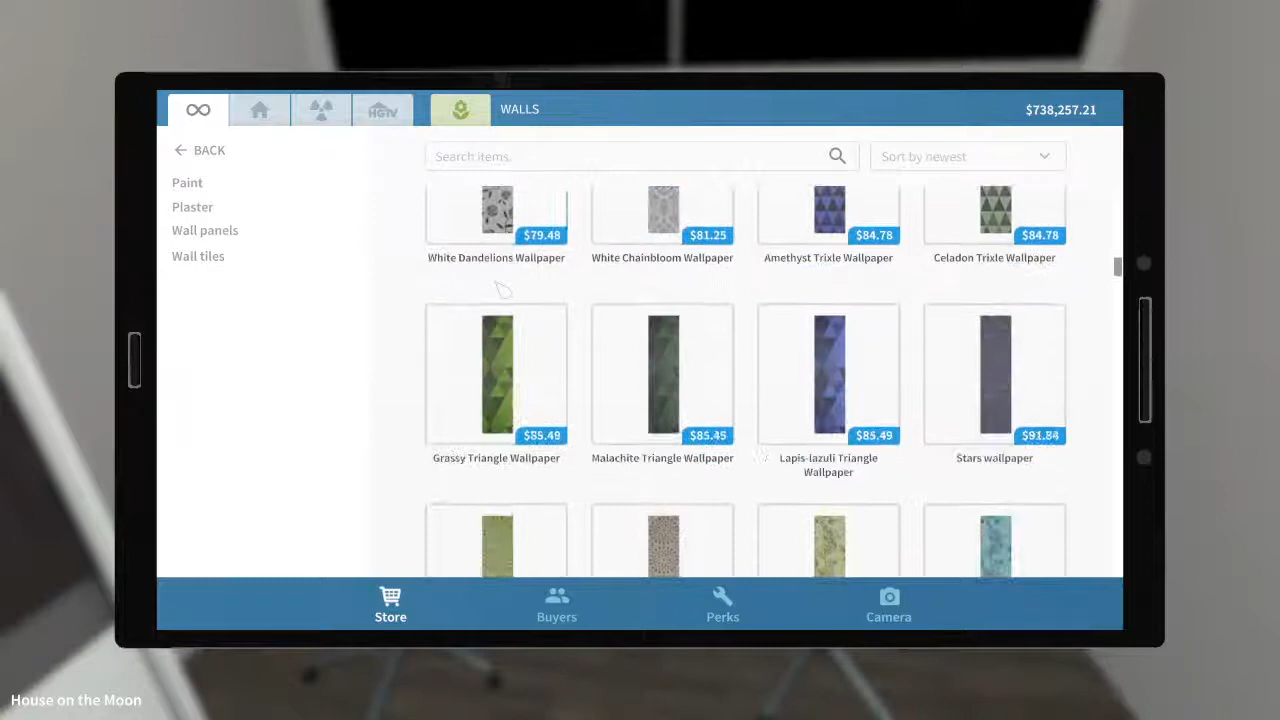 ∞
HGTV
WALLS
$738,257.21
BACK
Search items.
Sort by newest
Paint
Plaster
Wall panels
Wall tiles
$79.48
$81.25
$84.78
$84.78
White Dandelions Wallpaper
White Chainbloom Wallpaper
Amethyst Trixle Wallpaper
Celadon Trixle Wallpaper
$85.49
$85.45
$85.49
$91.84
Grassy Triangle Wallpaper
Malachite Triangle Wallpaper
Lapis-lazuli Triangle
Wallpaper
Stars wallpaper
Store
Buyers
Perks
Camera
House on the Moon